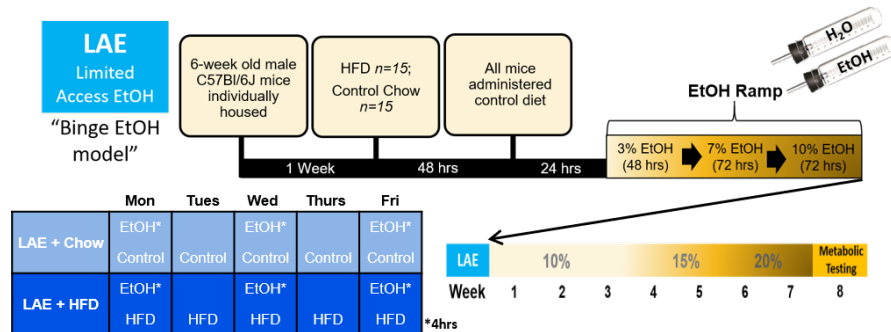 LAE
Limited
Access EtOH
"Binge EtOH
model"
6-week old male
C57Bl/6J mice
individually
housed
HFD n=15;
Control Chow
n=15
All mice
administered
control diet
H₂O
EtOH
EtOH Ramp
1 Week
48 hrs
24 hrs
3% EtOH
(48 hrs)
7% EtOH
(72 hrs)
10% EtOH
(72 hrs)
Mon Tues Wed Thurs Fri
LAE + Chow
EtOH* EtOH* EtOH*
Control Control Control Control Control
LAE + HFD
EtOH* EtOH* EtOH*
HFD HFD HFD HFD HFD
*4hrs
LAE 10% 15% 20% Metabolic
Testing
Week 1 2 3 4 5 6 7 8